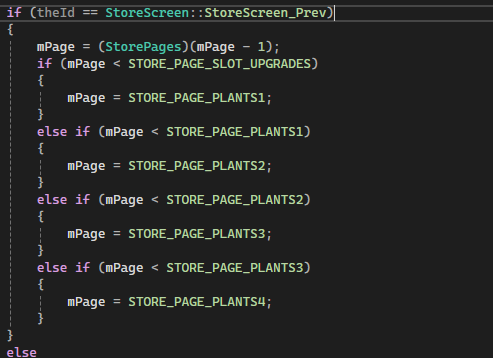 if (theId == StoreScreen::StoreScreen_Prev)
{
    mPage = (StorePages)(mPage - 1);
    if (mPage < STORE_PAGE_SLOT_UPGRADES)
    {
        mPage = STORE_PAGE_PLANTS1;
    }
    else if (mPage < STORE_PAGE_PLANTS1)
    {
        mPage = STORE_PAGE_PLANTS2;
    }
    else if (mPage < STORE_PAGE_PLANTS2)
    {
        mPage = STORE_PAGE_PLANTS3;
    }
    else if (mPage < STORE_PAGE_PLANTS3)
    {
        mPage = STORE_PAGE_PLANTS4;
    }
}
else